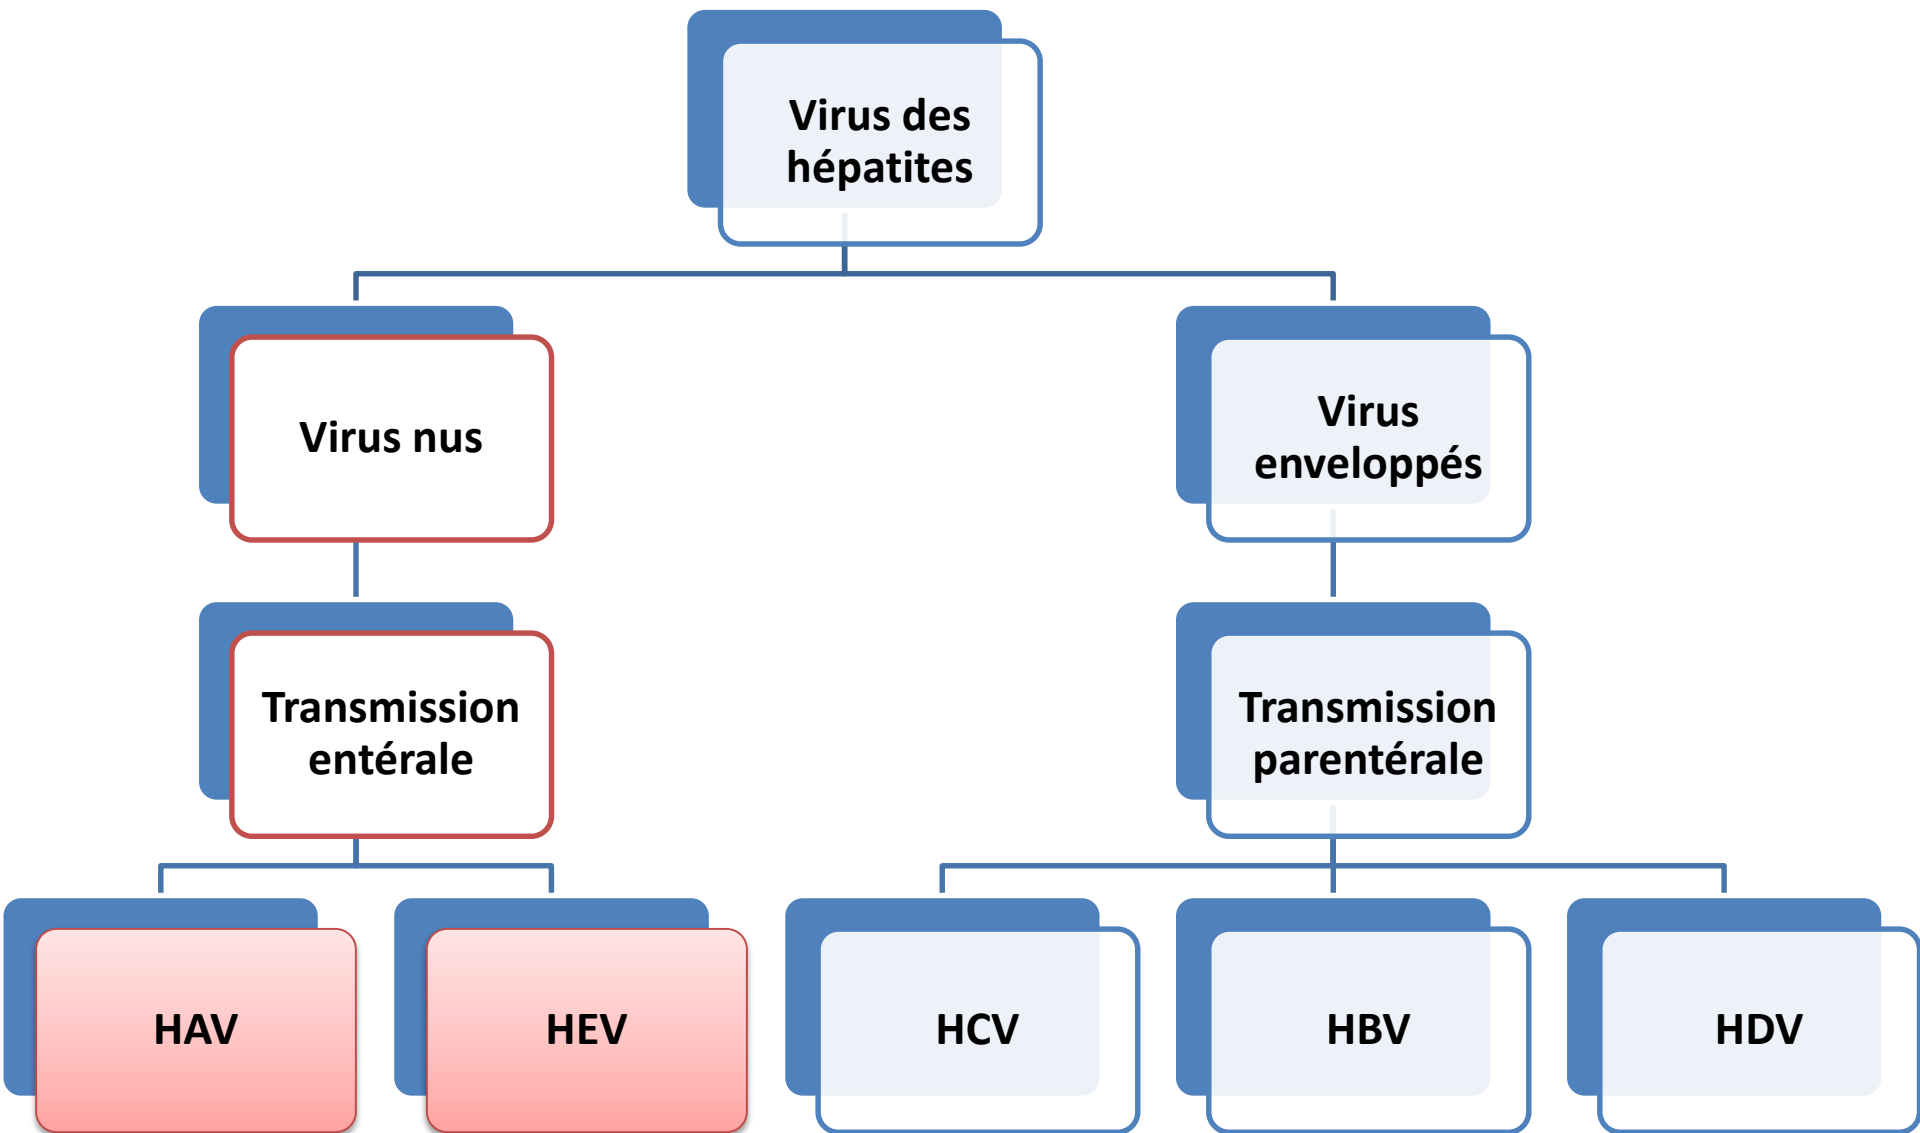 Virus des
hépatites
Virus nus
Virus
enveloppés
Transmission
entérale
Transmission
parentérale
HAV
HEV
HCV
HBV
HDV